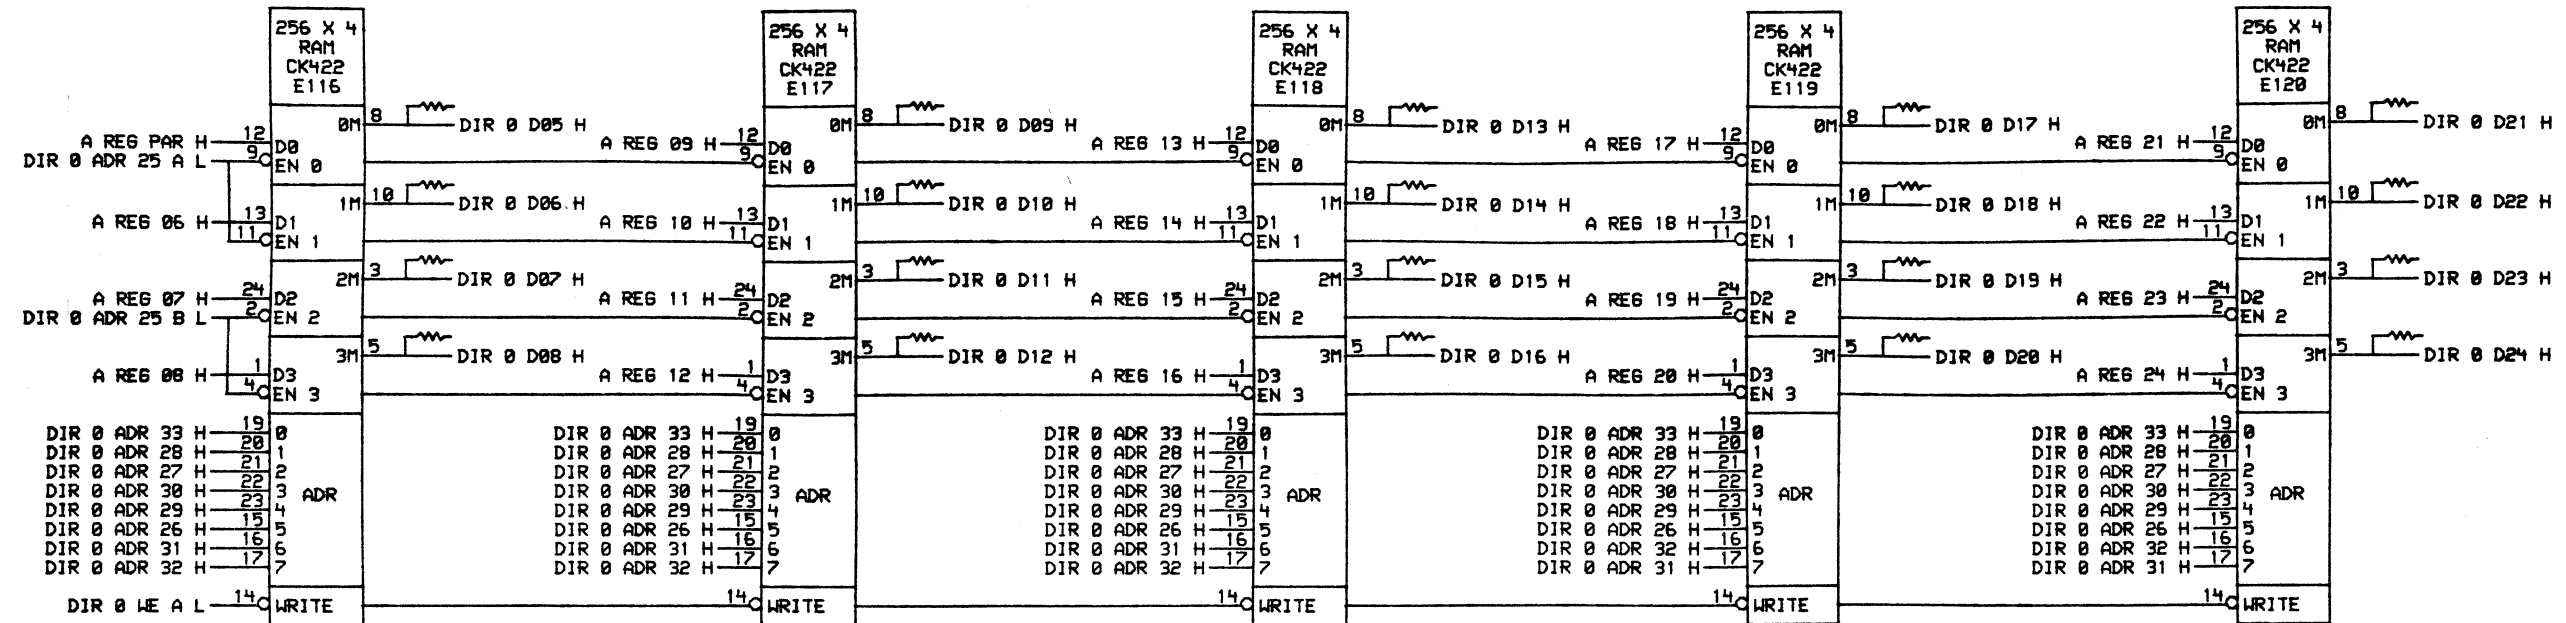 256 X 4
RAM
CK422
E116
A REG PAR H 12 D0
DIR 0 ADR 25 A L 9 EN 0
0M 8 DIR 0 D05 H
A REG 06 H 13 D1
11 EN 1
1M 10 DIR 0 D06 H
A REG 07 H 24 D2
DIR 0 ADR 25 B L 2 EN 2
2M 3 DIR 0 D07 H
A REG 08 H 1 D3
4 EN 3
3M 5 DIR 0 D08 H
DIR 0 ADR 33 H 19 0
DIR 0 ADR 28 H 20 1
DIR 0 ADR 27 H 21 2
DIR 0 ADR 30 H 22 3 ADR
DIR 0 ADR 29 H 23 4
DIR 0 ADR 26 H 15 5
DIR 0 ADR 31 H 16 6
DIR 0 ADR 32 H 17 7
DIR 0 WE A L 14 WRITE
256 X 4
RAM
CK422
E117
A REG 09 H 12 D0
9 EN 0
0M 8 DIR 0 D09 H
A REG 10 H 13 D1
11 EN 1
1M 10 DIR 0 D10 H
A REG 11 H 24 D2
2 EN 2
2M 3 DIR 0 D11 H
A REG 12 H 1 D3
4 EN 3
3M 5 DIR 0 D12 H
DIR 0 ADR 33 H 19 0
DIR 0 ADR 28 H 20 1
DIR 0 ADR 27 H 21 2
DIR 0 ADR 30 H 22 3 ADR
DIR 0 ADR 29 H 23 4
DIR 0 ADR 26 H 15 5
DIR 0 ADR 31 H 16 6
DIR 0 ADR 32 H 17 7
14 WRITE
256 X 4
RAM
CK422
E118
A REG 13 H 12 D0
9 EN 0
0M 8 DIR 0 D13 H
A REG 14 H 13 D1
11 EN 1
1M 10 DIR 0 D14 H
A REG 15 H 24 D2
2 EN 2
2M 3 DIR 0 D15 H
A REG 16 H 1 D3
4 EN 3
3M 5 DIR 0 D16 H
DIR 0 ADR 33 H 19 0
DIR 0 ADR 28 H 20 1
DIR 0 ADR 27 H 21 2
DIR 0 ADR 30 H 22 3 ADR
DIR 0 ADR 29 H 23 4
DIR 0 ADR 26 H 15 5
DIR 0 ADR 31 H 16 6
DIR 0 ADR 32 H 17 7
14 WRITE
256 X 4
RAM
CK422
E119
A REG 17 H 12 D0
9 EN 0
0M 8 DIR 0 D17 H
A REG 18 H 13 D1
11 EN 1
1M 10 DIR 0 D18 H
A REG 19 H 24 D2
2 EN 2
2M 3 DIR 0 D19 H
A REG 20 H 1 D3
4 EN 3
3M 5 DIR 0 D20 H
DIR 0 ADR 33 H 19 0
DIR 0 ADR 28 H 20 1
DIR 0 ADR 27 H 21 2
DIR 0 ADR 30 H 22 3 ADR
DIR 0 ADR 29 H 23 4
DIR 0 ADR 26 H 15 5
DIR 0 ADR 32 H 16 6
DIR 0 ADR 31 H 17 7
14 WRITE
256 X 4
RAM
CK422
E120
A REG 21 H 12 D0
9 EN 0
0M 8 DIR 0 D21 H
A REG 22 H 13 D1
11 EN 1
1M 10 DIR 0 D22 H
A REG 23 H 24 D2
2 EN 2
2M 3 DIR 0 D23 H
A REG 24 H 1 D3
4 EN 3
3M 5 DIR 0 D24 H
DIR 0 ADR 33 H 19 0
DIR 0 ADR 28 H 20 1
DIR 0 ADR 27 H 21 2
DIR 0 ADR 30 H 22 3 ADR
DIR 0 ADR 29 H 23 4
DIR 0 ADR 26 H 15 5
DIR 0 ADR 32 H 16 6
DIR 0 ADR 31 H 17 7
14 WRITE